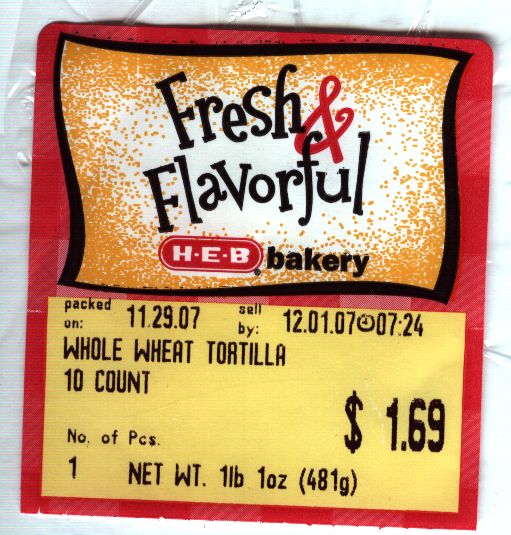 Fresh &
Flavorful
H-E-B® bakery
packed on: 11.29.07 sell by: 12.01.07 07:24
WHOLE WHEAT TORTILLA
10 COUNT
$ 1.69
No. of Pcs.
1 NET WT. 1lb 1oz (481g)